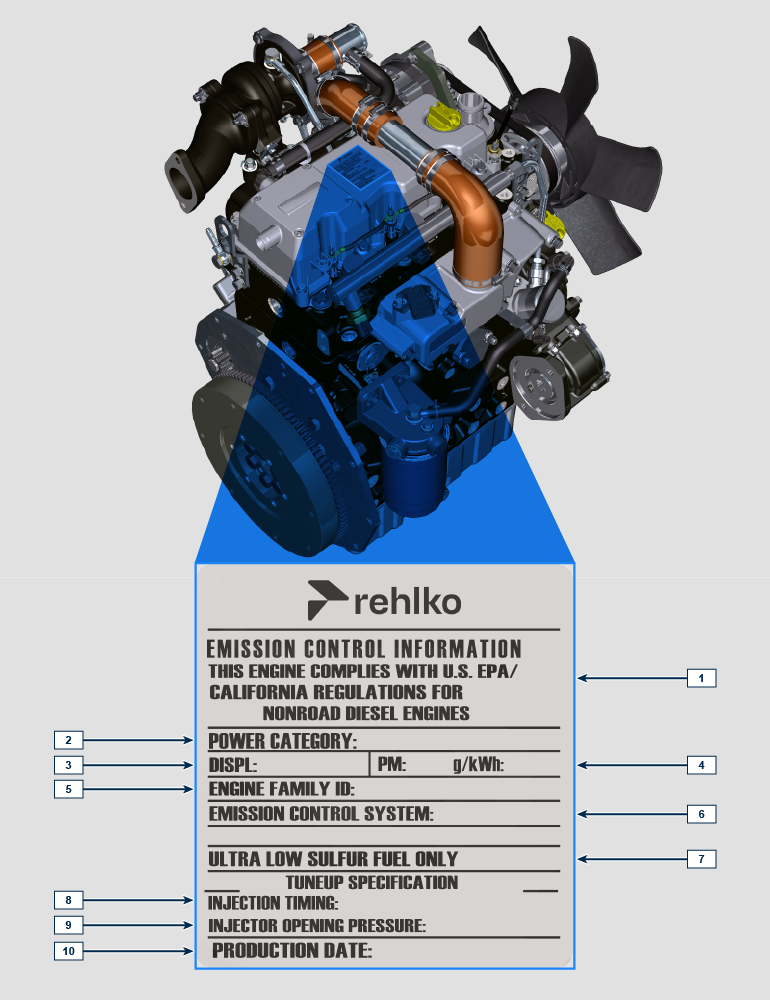 rehlko
EMISSION CONTROL INFORMATION
THIS ENGINE COMPLIES WITH U.S. EPA/
CALIFORNIA REGULATIONS FOR
NONROAD DIESEL ENGINES
1
2
POWER CATEGORY:
3
DISPL:
PM: g/kWh:
4
5
ENGINE FAMILY ID:
EMISSION CONTROL SYSTEM:
6
ULTRA LOW SULFUR FUEL ONLY
7
TUNEUP SPECIFICATION
8
INJECTION TIMING:
9
INJECTOR OPENING PRESSURE:
10
PRODUCTION DATE: